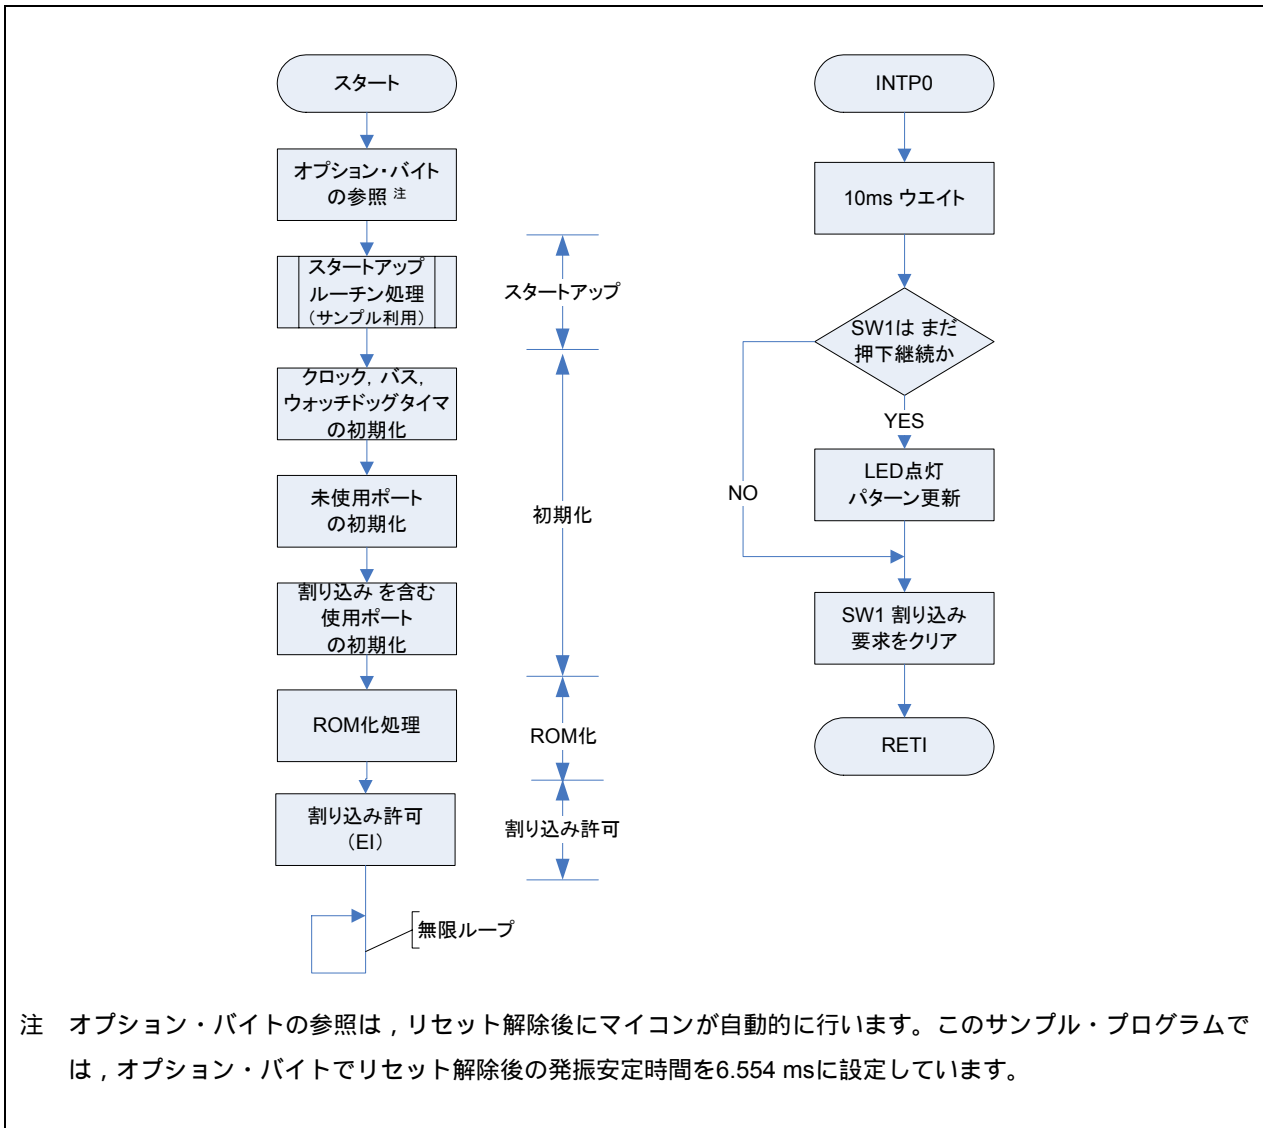 スタート
オプション・バイト
の参照 注
スタートアップ
ルーチン処理
（サンプル利用）
クロック, バス,
ウォッチドッグタイマ
の初期化
未使用ポート
の初期化
割り込み を含む
使用ポート
の初期化
ROM化処理
割り込み許可
（EI）
無限ループ
スタートアップ
初期化
ROM化
割り込み許可
INTP0
10ms ウエイト
SW1は まだ
押下継続か
YES
NO
LED点灯
パターン更新
SW1 割り込み
要求をクリア
RETI
注　オプション・バイトの参照は，リセット解除後にマイコンが自動的に行います。このサンプル・プログラムで
は，オプション・バイトでリセット解除後の発振安定時間を6.554 msに設定しています。